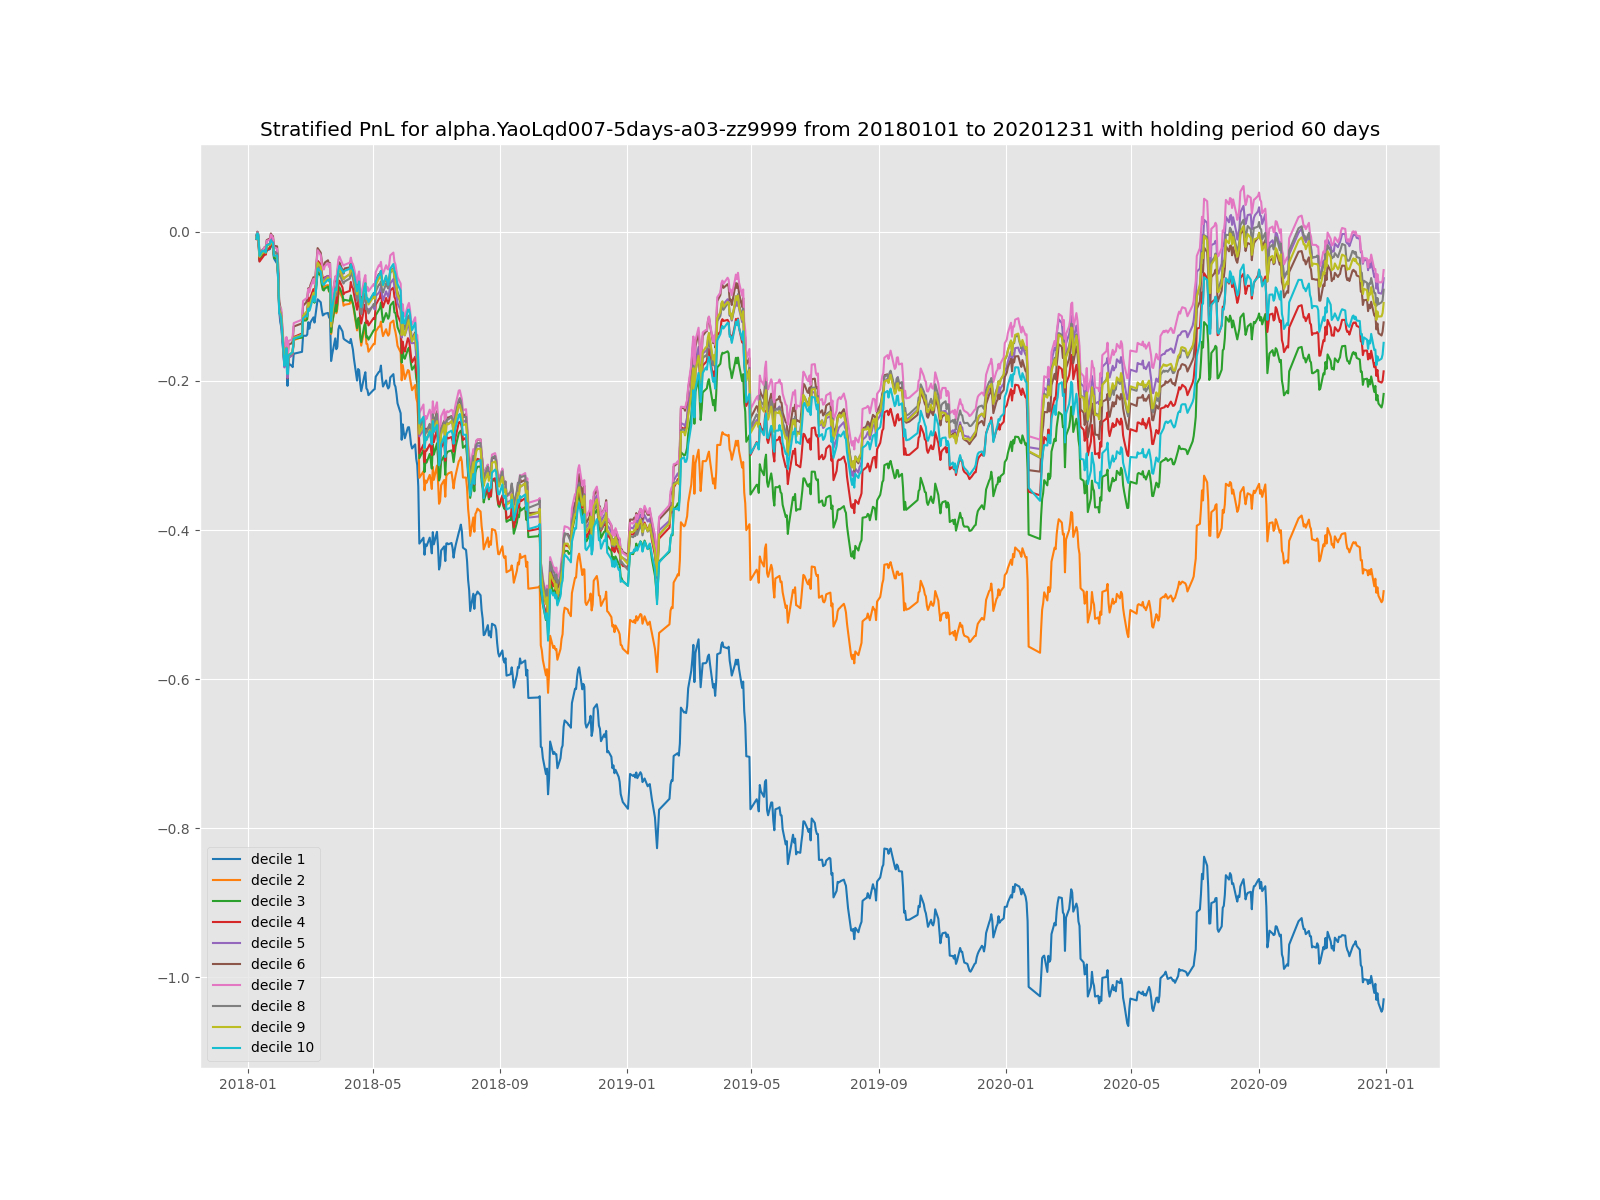 Stratified PnL for alpha.YaoLqd007-5days-a03-zz9999 from 20180101 to 20201231 with holding period 60 days
0.0
−0.2
−0.4
−0.6
−0.8
−1.0
decile 1
decile 2
decile 3
decile 4
decile 5
decile 6
decile 7
decile 8
decile 9
decile 10
2018-01 2018-05 2018-09 2019-01 2019-05 2019-09 2020-01 2020-05 2020-09 2021-01